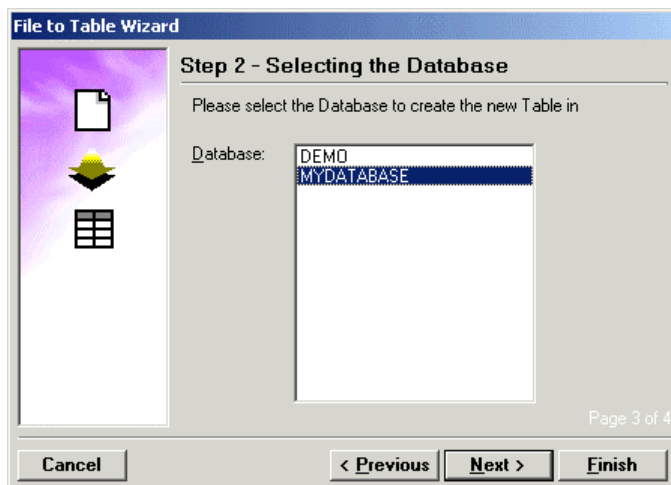 File to Table Wizard
Step 2 - Selecting the Database
Please select the Database to create the new Table in
Database:
DEMO
MYDATABASE
Page 3 of 4
Cancel
< Previous
Next >
Finish